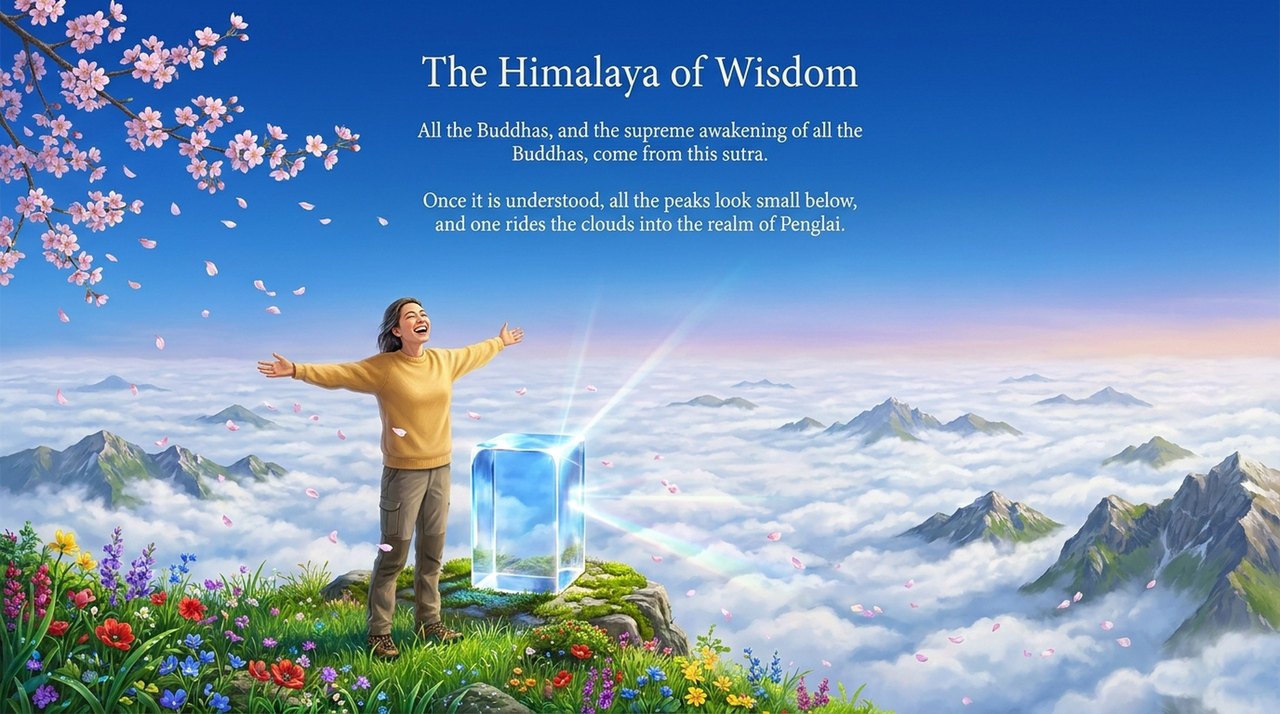 The Himalaya of Wisdom
All the Buddhas, and the supreme awakening of all the
Buddhas, come from this sutra.
Once it is understood, all the peaks look small below,
and one rides the clouds into the realm of Penglai.